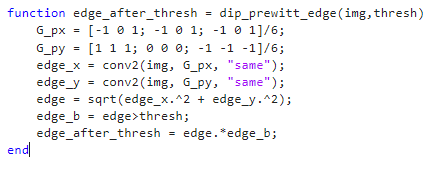 function edge_after_thresh = dip_prewitt_edge(img,thresh)
    G_px = [-1 0 1; -1 0 1; -1 0 1]/6;
    G_py = [1 1 1; 0 0 0; -1 -1 -1]/6;
    edge_x = conv2(img, G_px, "same");
    edge_y = conv2(img, G_py, "same");
    edge = sqrt(edge_x.^2 + edge_y.^2);
    edge_b = edge>thresh;
    edge_after_thresh = edge.*edge_b;
end